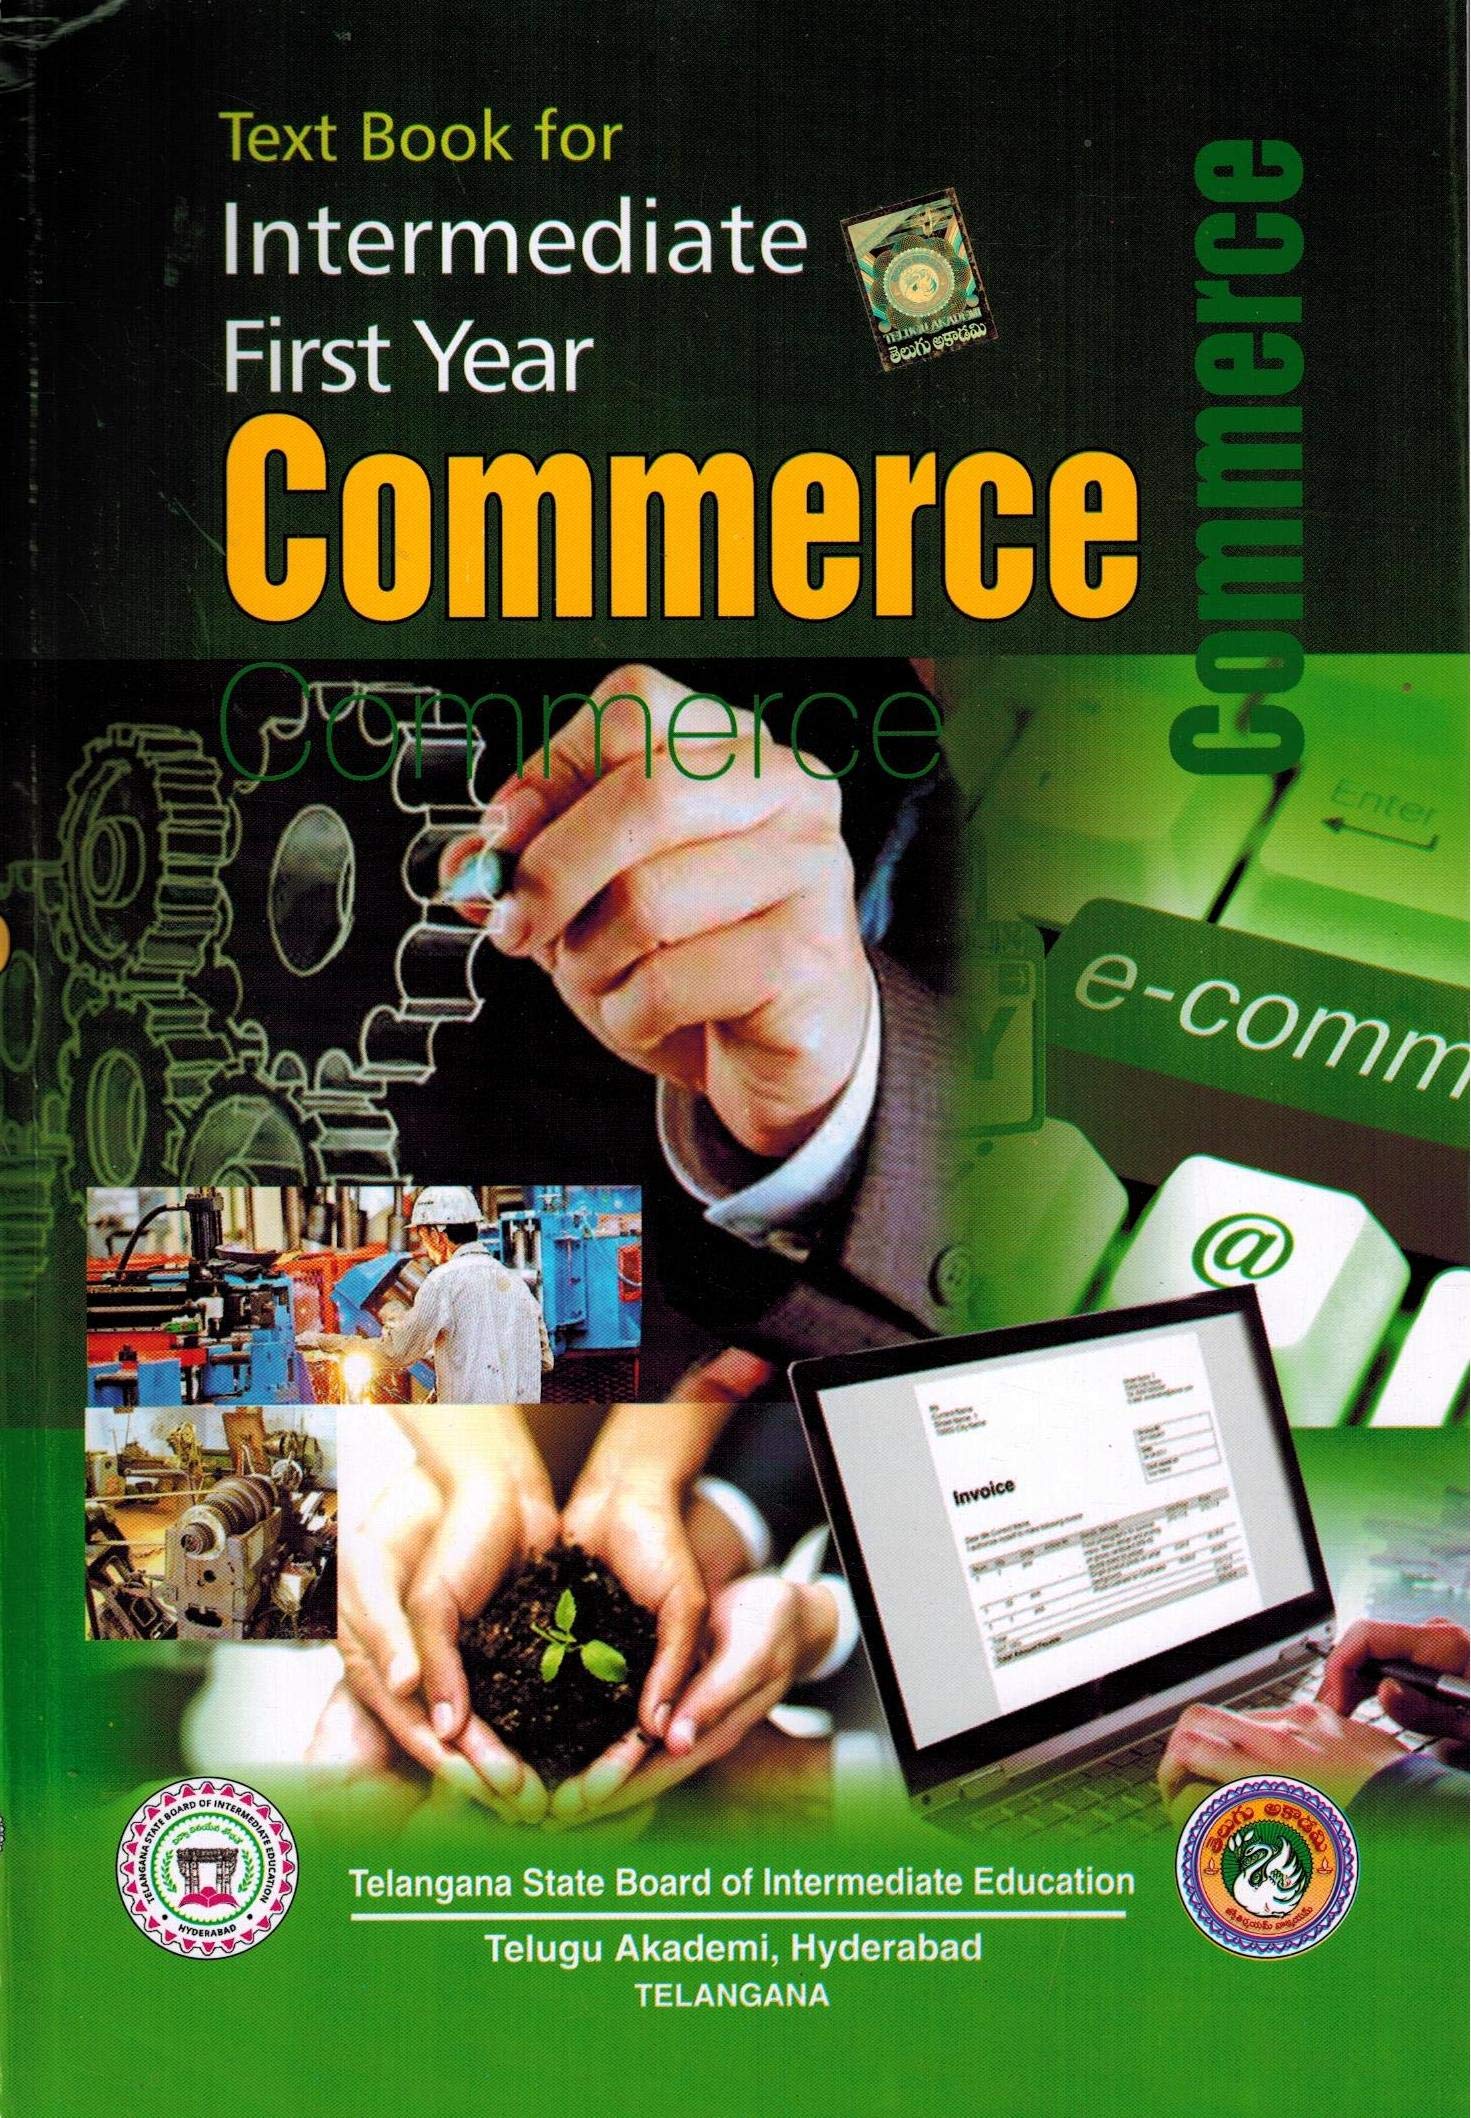 Text Book for
Intermediate
First Year
Commerce
Commerce
Commerce
TELUGU AKADEMI
తెలుగు అకాడమి
Enter
e-comm
@
Invoice
TELANGANA STATE BOARD OF INTERMEDIATE EDUCATION
HYDERABAD
తెలుగు అకాడమి
Telangana State Board of Intermediate Education
Telugu Akademi, Hyderabad
TELANGANA